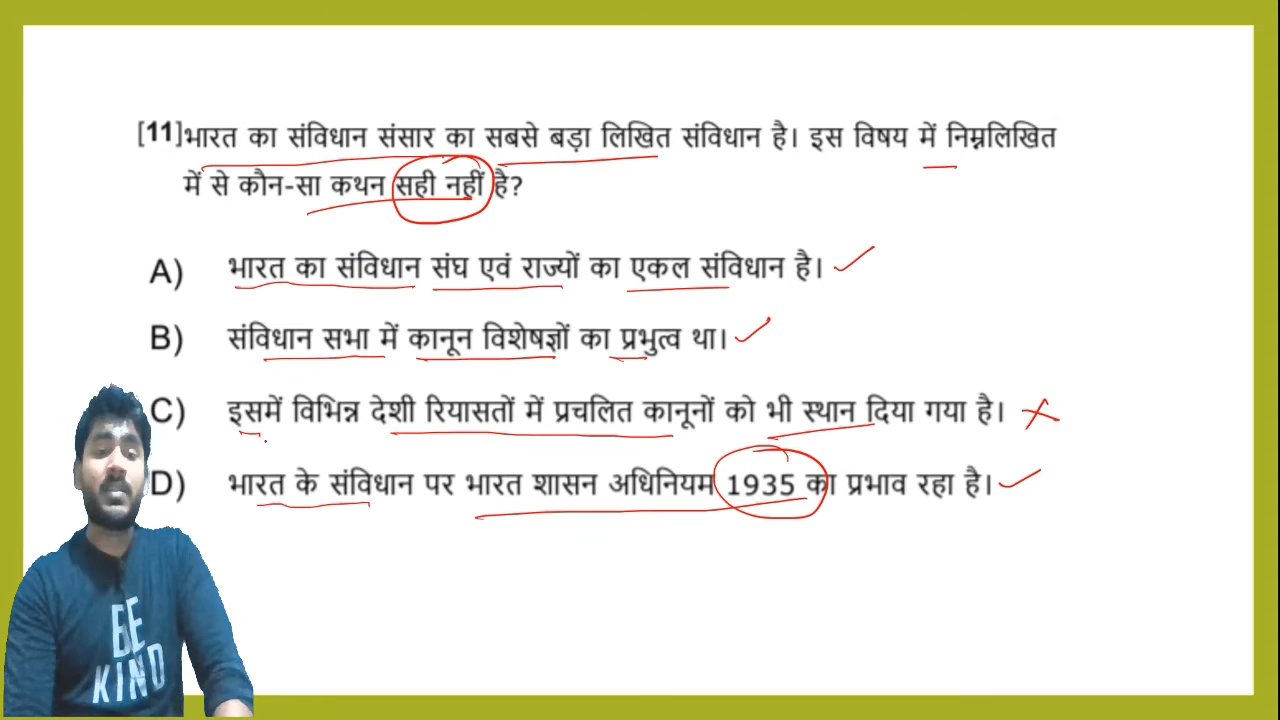 [11]भारत का संविधान संसार का सबसे बड़ा लिखित संविधान है। इस विषय में निम्नलिखित
में से कौन-सा कथन सही नहीं है?
A) भारत का संविधान संघ एवं राज्यों का एकल संविधान है।
B) संविधान सभा में कानून विशेषज्ञों का प्रभुत्व था।
C) इसमें विभिन्न देशी रियासतों में प्रचलित कानूनों को भी स्थान दिया गया है।
D) भारत के संविधान पर भारत शासन अधिनियम 1935 का प्रभाव रहा है।
BE
KIND